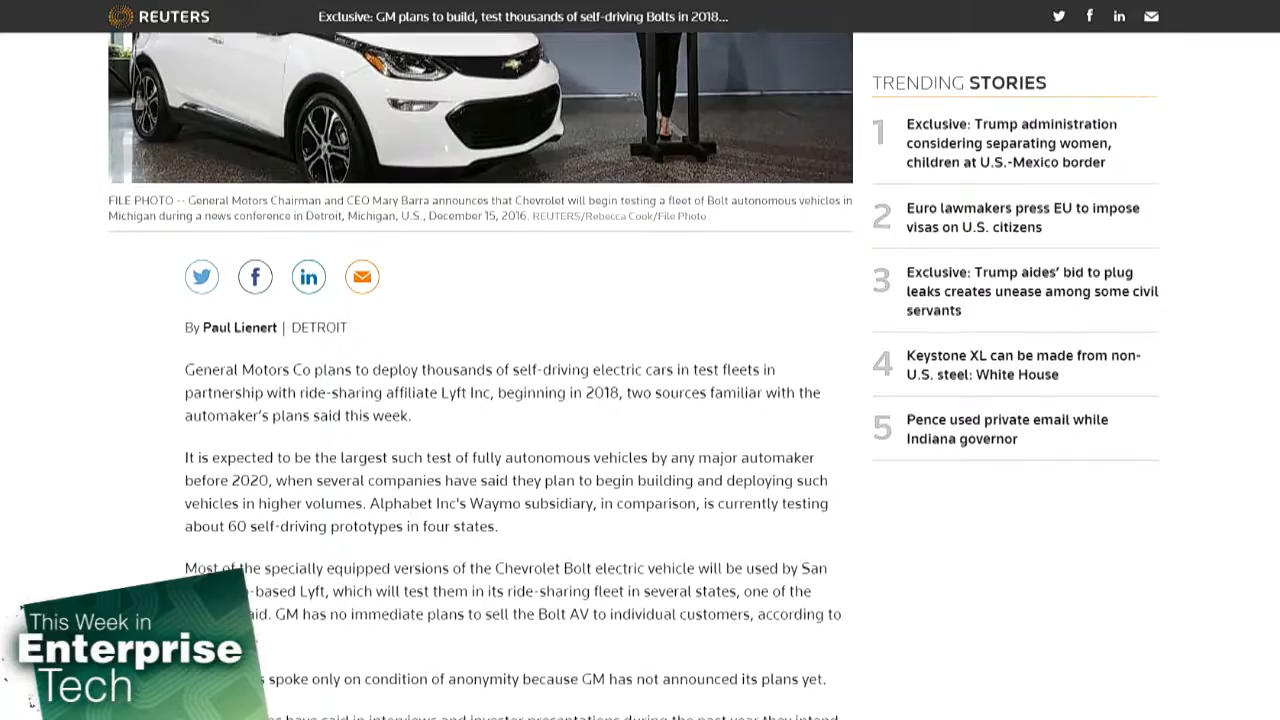 REUTERS
Exclusive: GM plans to build, test thousands of self-driving Bolts in 2018...
FILE PHOTO -- General Motors Chairman and CEO Mary Barra announces that Chevrolet will begin testing a fleet of Bolt autonomous vehicles in
Michigan during a news conference in Detroit, Michigan, U.S., December 15, 2016. REUTERS/Rebecca Cook/File Photo
By Paul Lienert | DETROIT
General Motors Co plans to deploy thousands of self-driving electric cars in test fleets in
partnership with ride-sharing affiliate Lyft Inc, beginning in 2018, two sources familiar with the
automaker's plans said this week.
It is expected to be the largest such test of fully autonomous vehicles by any major automaker
before 2020, when several companies have said they plan to begin building and deploying such
vehicles in higher volumes. Alphabet Inc's Waymo subsidiary, in comparison, is currently testing
about 60 self-driving prototypes in four states.
Most of the specially equipped versions of the Chevrolet Bolt electric vehicle will be used by San
-based Lyft, which will test them in its ride-sharing fleet in several states, one of the
aid. GM has no immediate plans to sell the Bolt AV to individual customers, according to
spoke only on condition of anonymity because GM has not announced its plans yet.
have said in interviews and investor presentations during the past year they intend
TRENDING STORIES
1 Exclusive: Trump administration
considering separating women,
children at U.S.-Mexico border
2 Euro lawmakers press EU to impose
visas on U.S. citizens
3 Exclusive: Trump aides' bid to plug
leaks creates unease among some civil
servants
4 Keystone XL can be made from non-
U.S. steel: White House
5 Pence used private email while
Indiana governor
This Week in
Enterprise
Tech